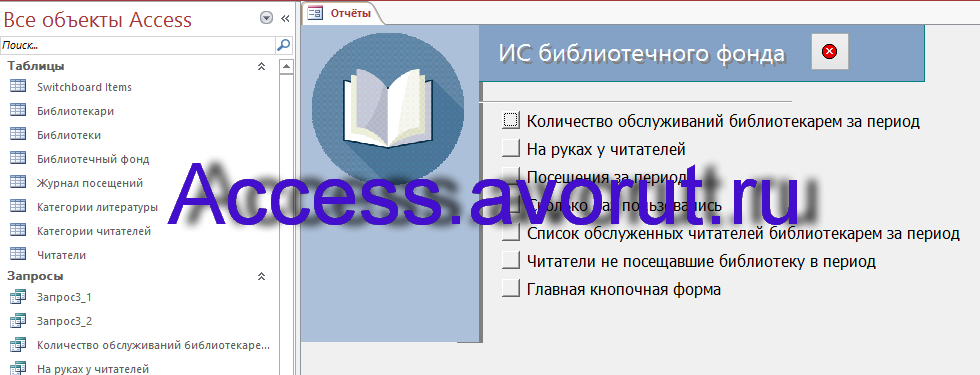 Все объекты Access
Поиск...
Таблицы
Switchboard Items
Библиотекари
Библиотеки
Библиотечный фонд
Журнал посещений
Категории литературы
Категории читателей
Читатели
Запросы
Запрос3_1
Запрос3_2
Количество обслуживаний библиотекаре...
На руках у читателей
Отчёты
ИС библиотечного фонда
Количество обслуживаний библиотекарем за период
На руках у читателей
Посещения за период
Сколько раз пользовались
Список обслуженных читателей библиотекарем за период
Читатели не посещавшие библиотеку в период
Главная кнопочная форма
Access.avorut.ru